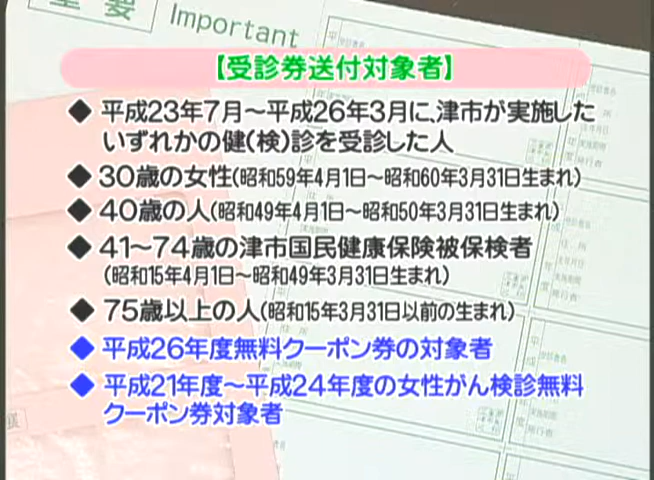 重要
Important
【受診券送付対象者】
◆ 平成23年7月～平成26年3月に、津市が実施した
いずれかの健(検)診を受診した人
◆ 30歳の女性(昭和59年4月1日～昭和60年3月31日生まれ)
◆ 40歳の人(昭和49年4月1日～昭和50年3月31日生まれ)
◆ 41～74歳の津市国民健康保険被保検者
(昭和15年4月1日～昭和49年3月31日生まれ)
◆ 75歳以上の人(昭和15年3月31日以前の生まれ)
◆ 平成26年度無料クーポン券の対象者
◆ 平成21年度～平成24年度の女性がん検診無料
クーポン券対象者